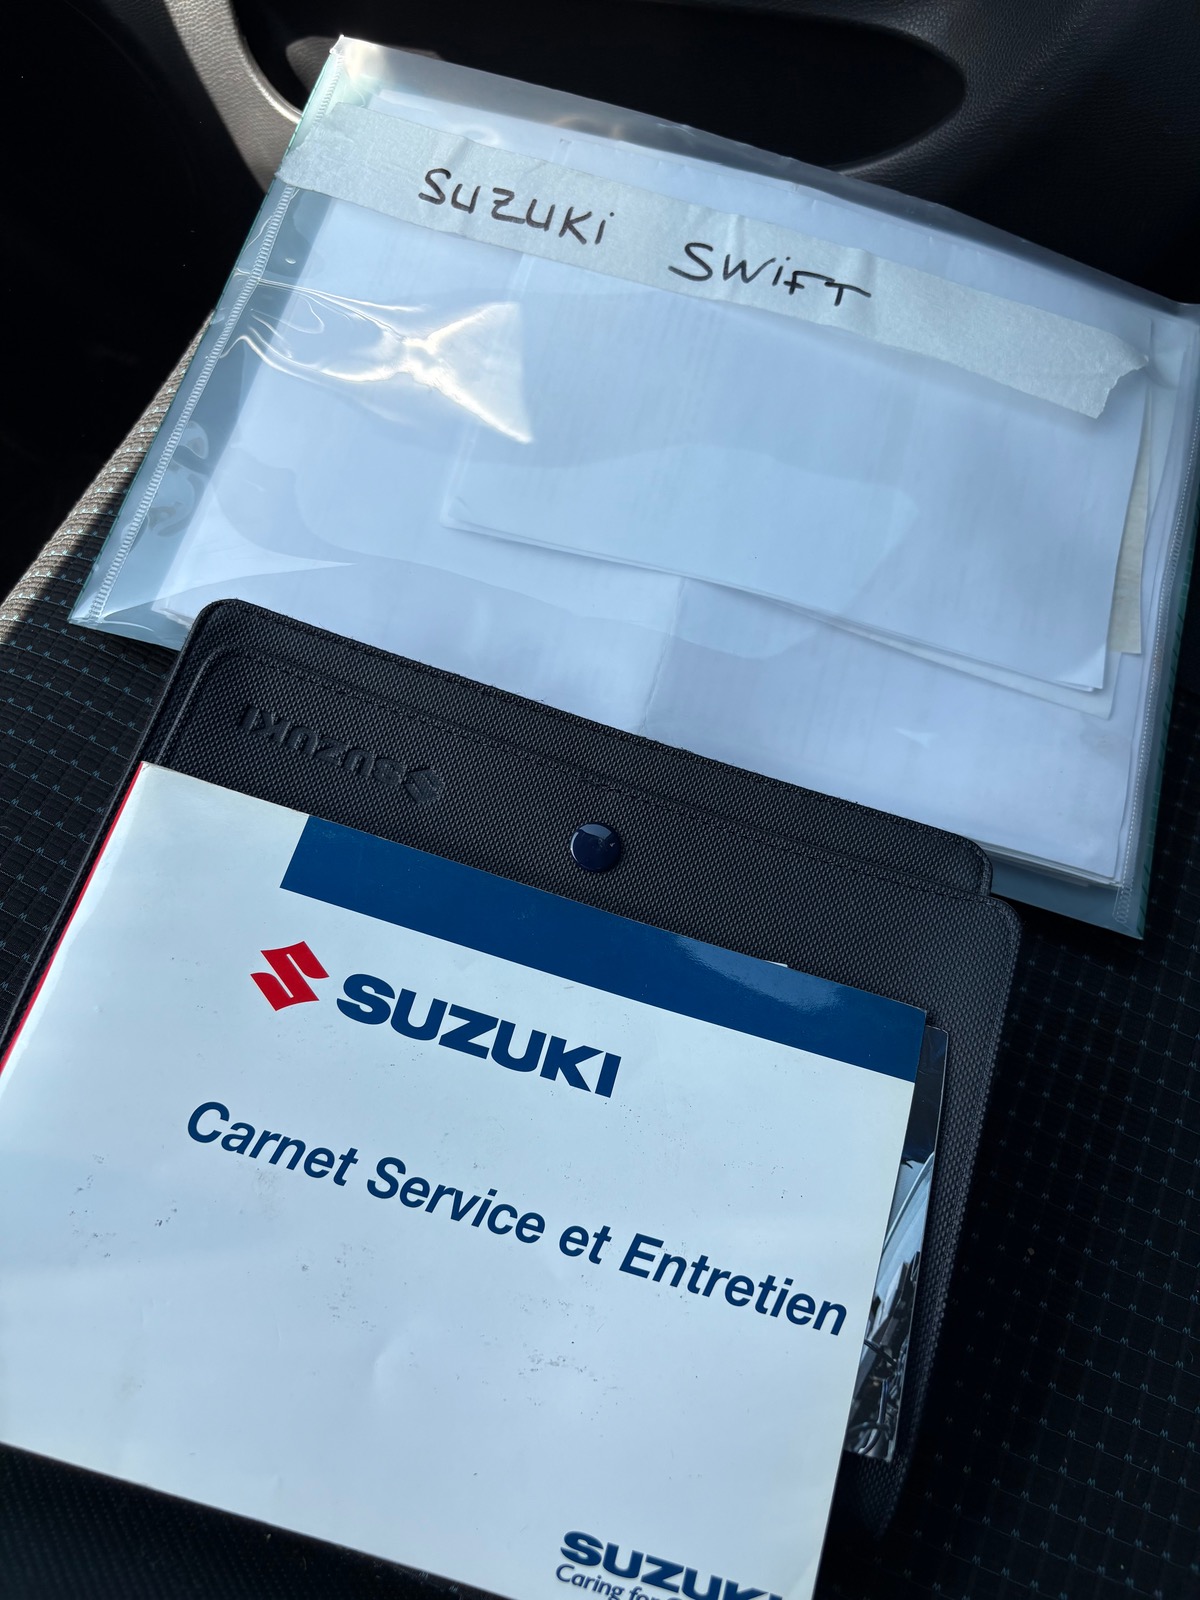 SUZUKi SWiFT
SUZUKI
SUZUKI
Carnet Service et Entretien
SUZUKI
Caring for